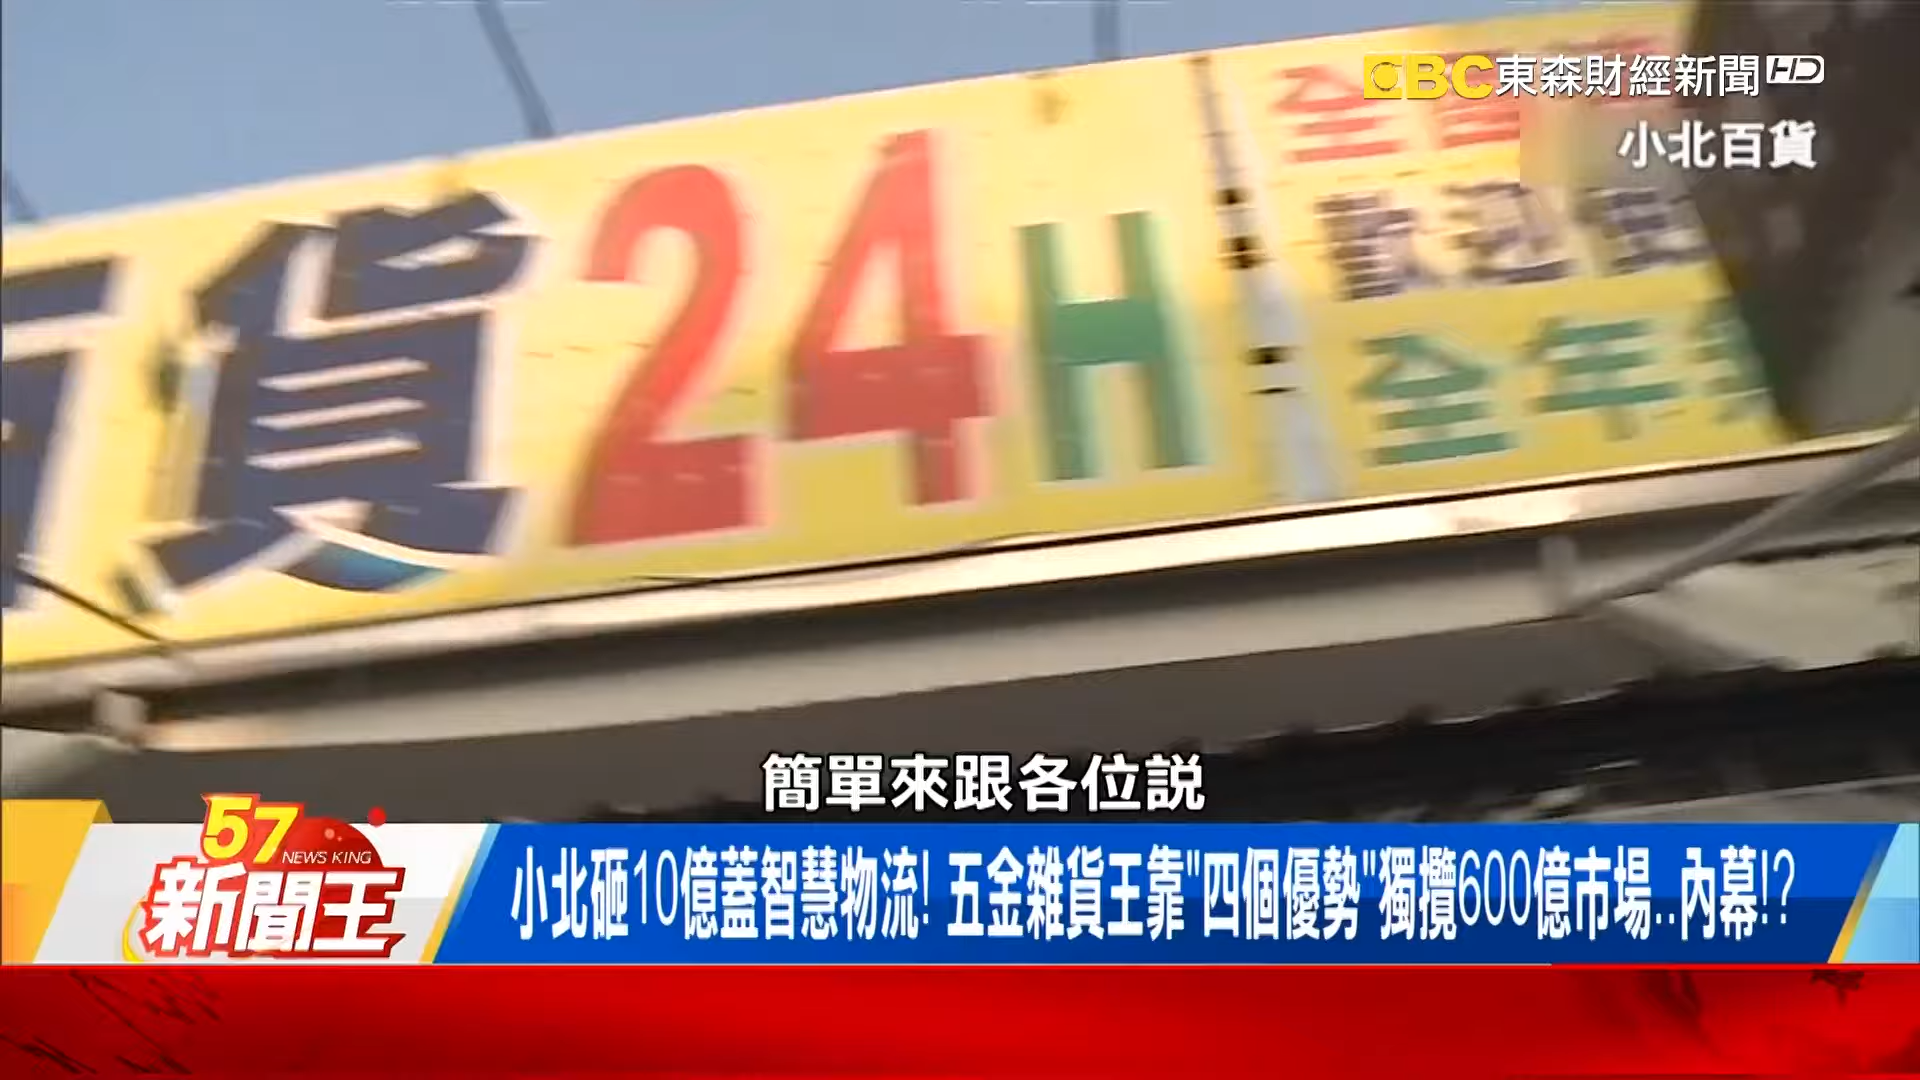 EBC東森財經新聞HD
小北百貨
貨24H
全年
簡單來跟各位説
57
NEWS KING
新聞王
小北砸10億蓋智慧物流! 五金雜貨王靠"四個優勢"獨攬600億市場..內幕!?